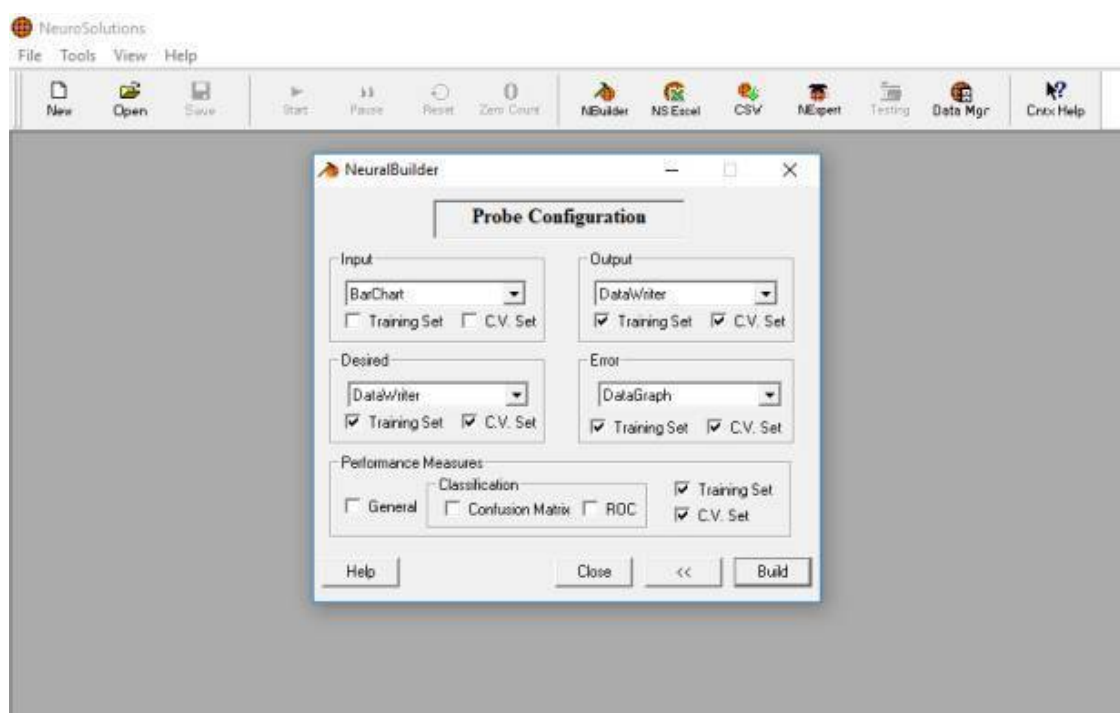 NeuroSolutions
File Tools View Help
New Open Save Start Pause Reset Zero Count NBuilder NS Excel CSV NExpert Testing Data Mgr Cntx Help
NeuralBuilder
Probe Configuration
Input Output
BarChart DataWriter
Training Set C.V. Set Training Set C.V. Set
Desired Error
DataWriter DataGraph
Training Set C.V. Set Training Set C.V. Set
Performance Measures
Classification
General Confusion Matrix ROC Training Set
C.V. Set
Help Close << Build